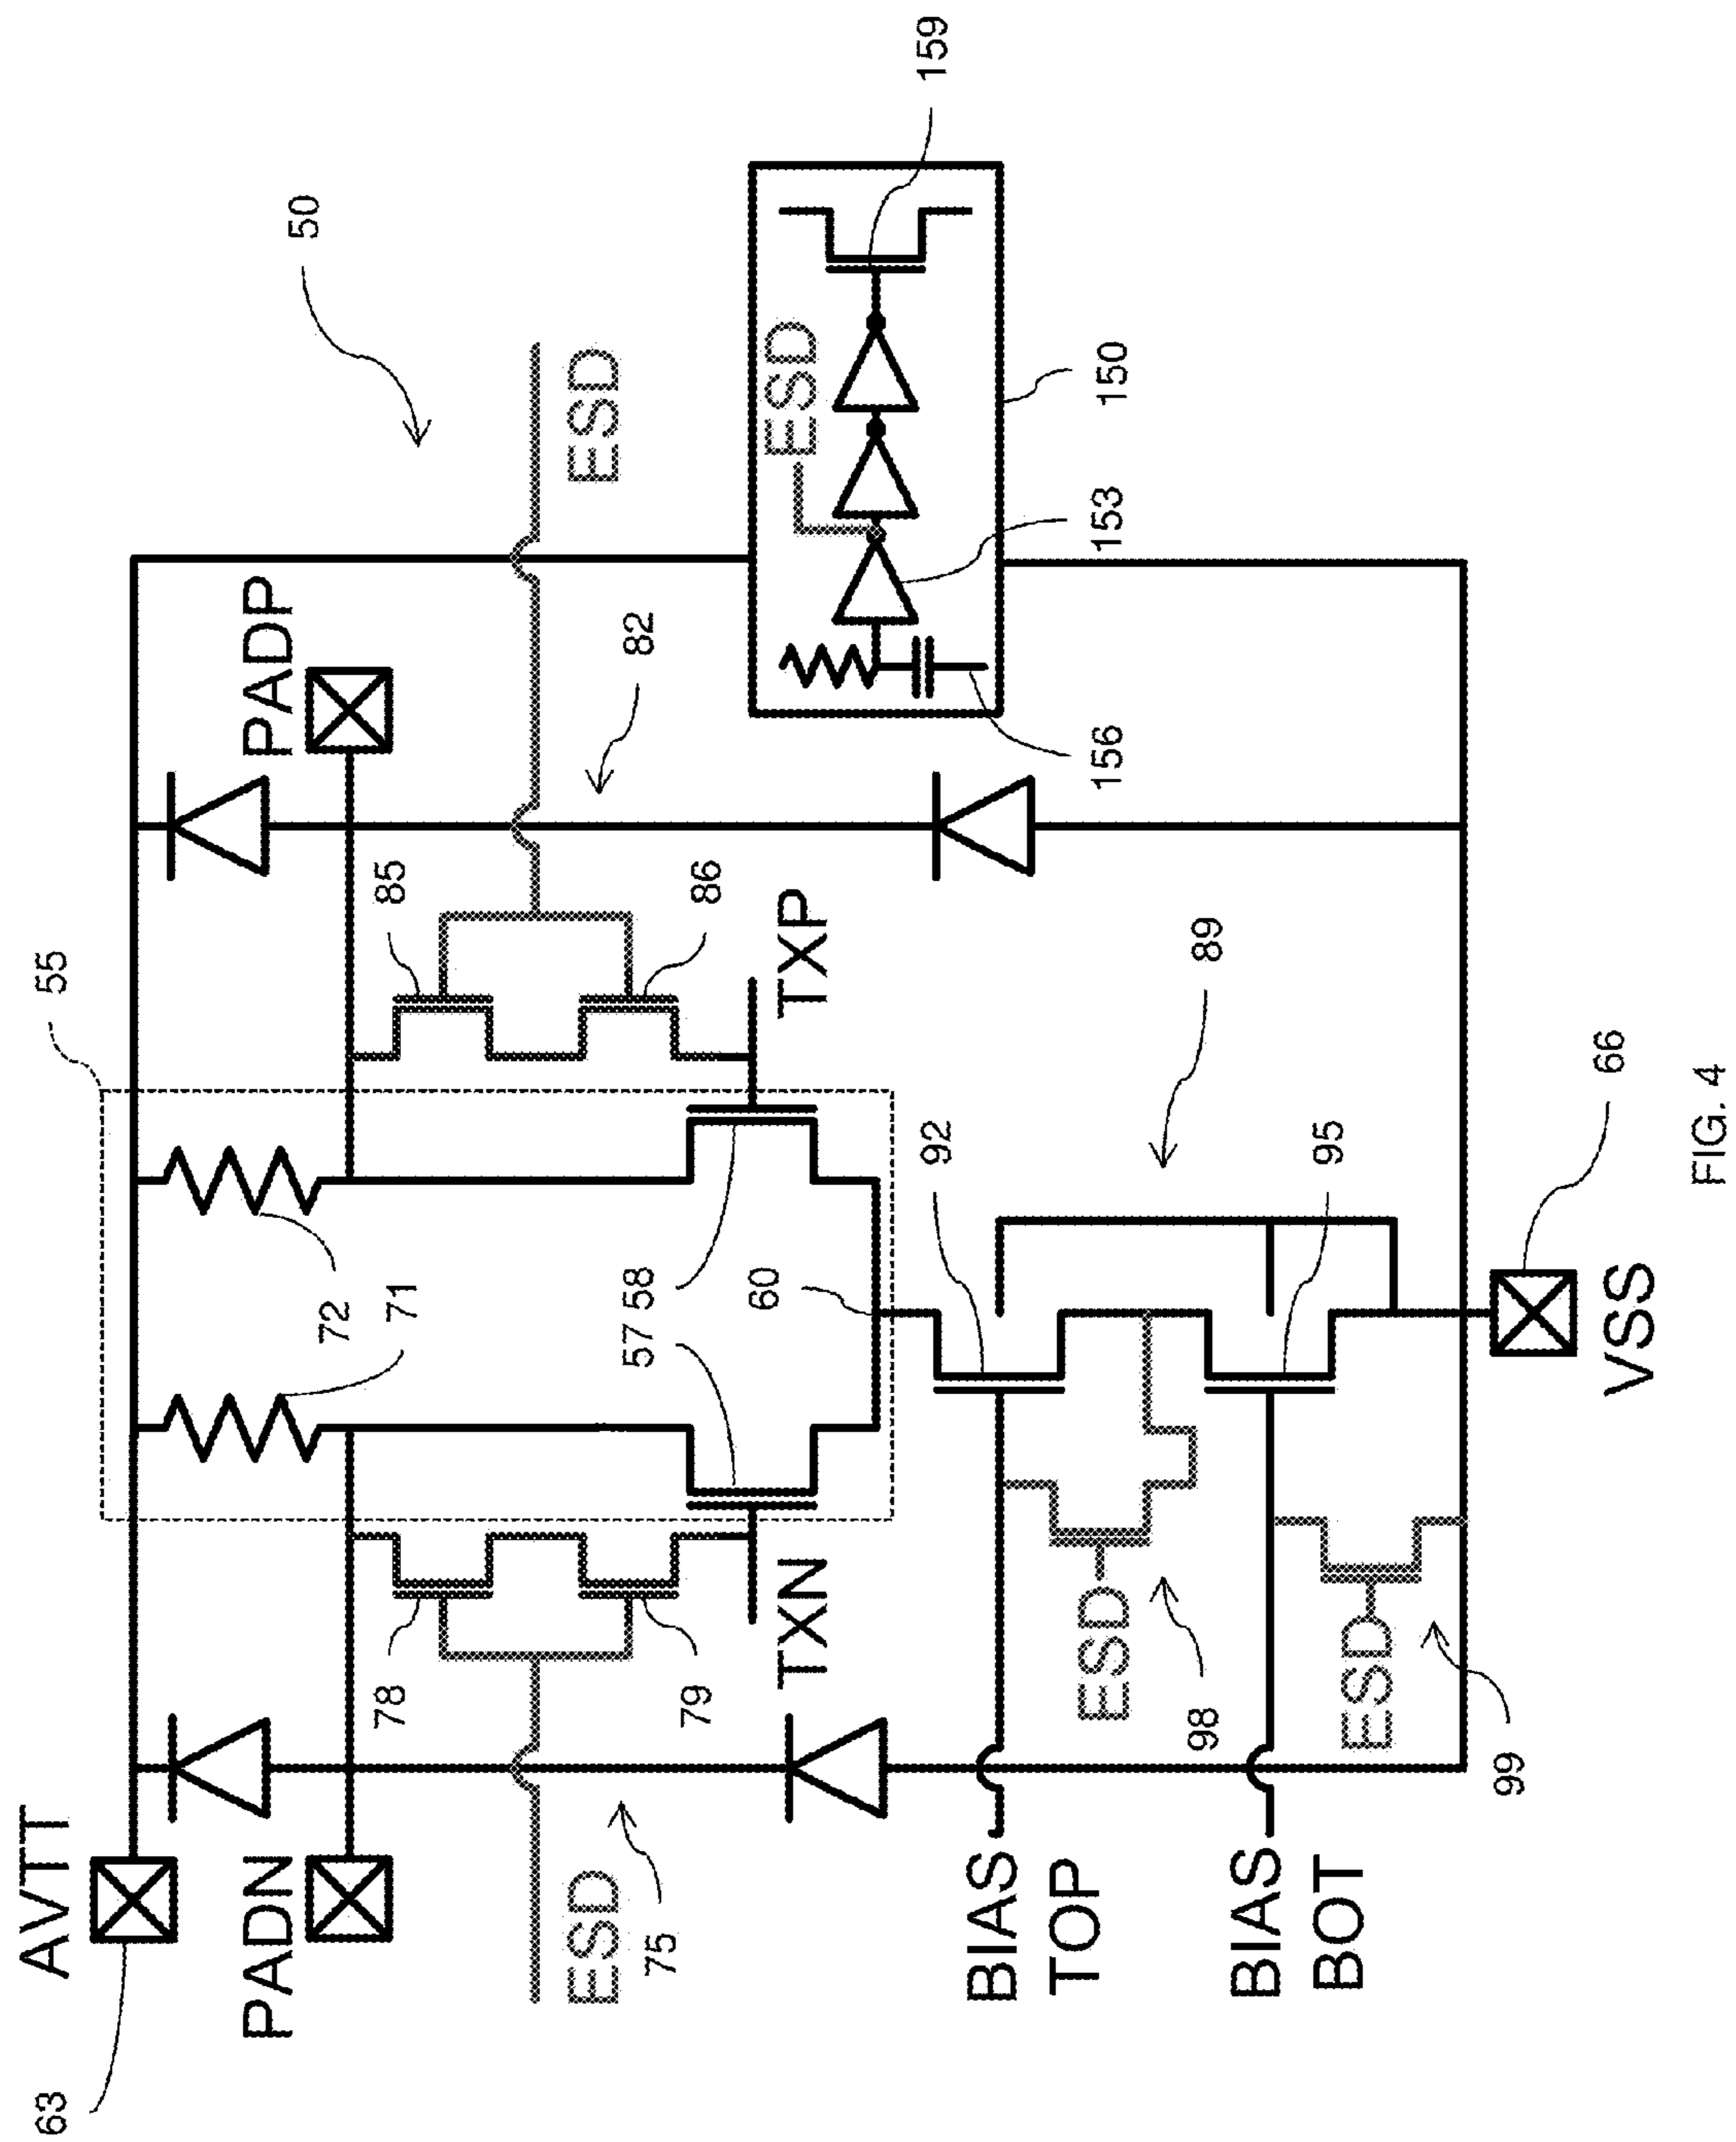 50
55
63
AVTT
PADN
PADP
72
71
78
79
85
86
ESD
75
ESD
82
TXN
TXP
57
58
60
ESD
159
153
156
150
BIAS
TOP
BIAS
BOT
92
95
89
ESD
98
ESD
99
VSS
66
FIG. 4